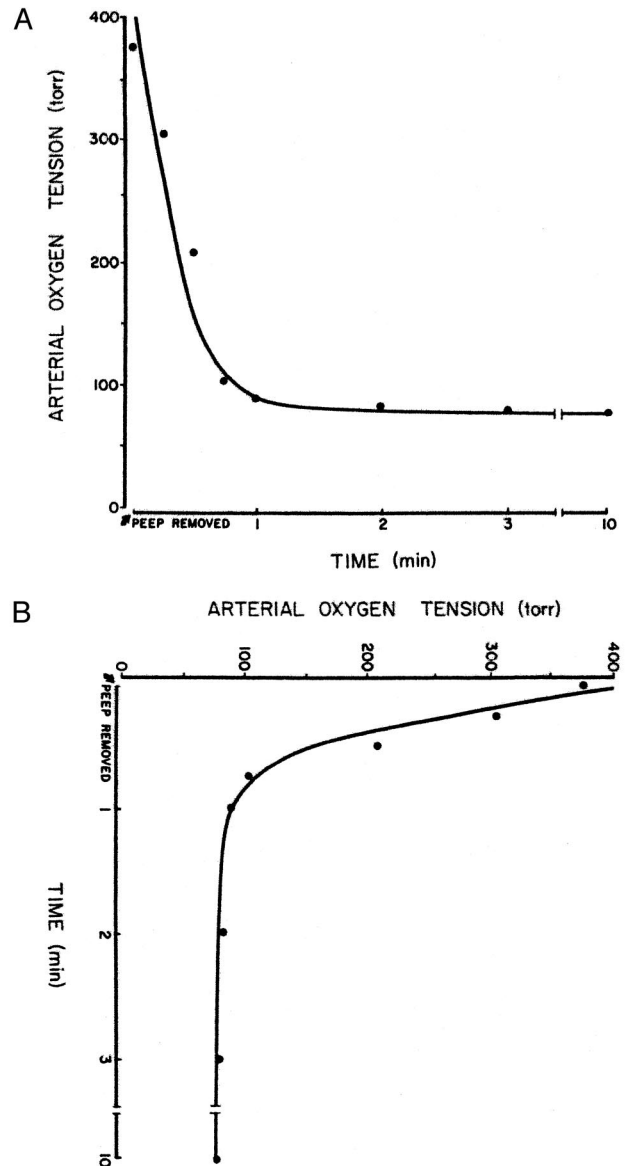 A
ARTERIAL OXYGEN TENSION (torr)
400
300
200
100
0
PEEP REMOVED 1 2 3 10
TIME (min)
B
ARTERIAL OXYGEN TENSION (torr)
0 100 200 300 400
PEEP REMOVED
1
2
3
10
TIME (min)